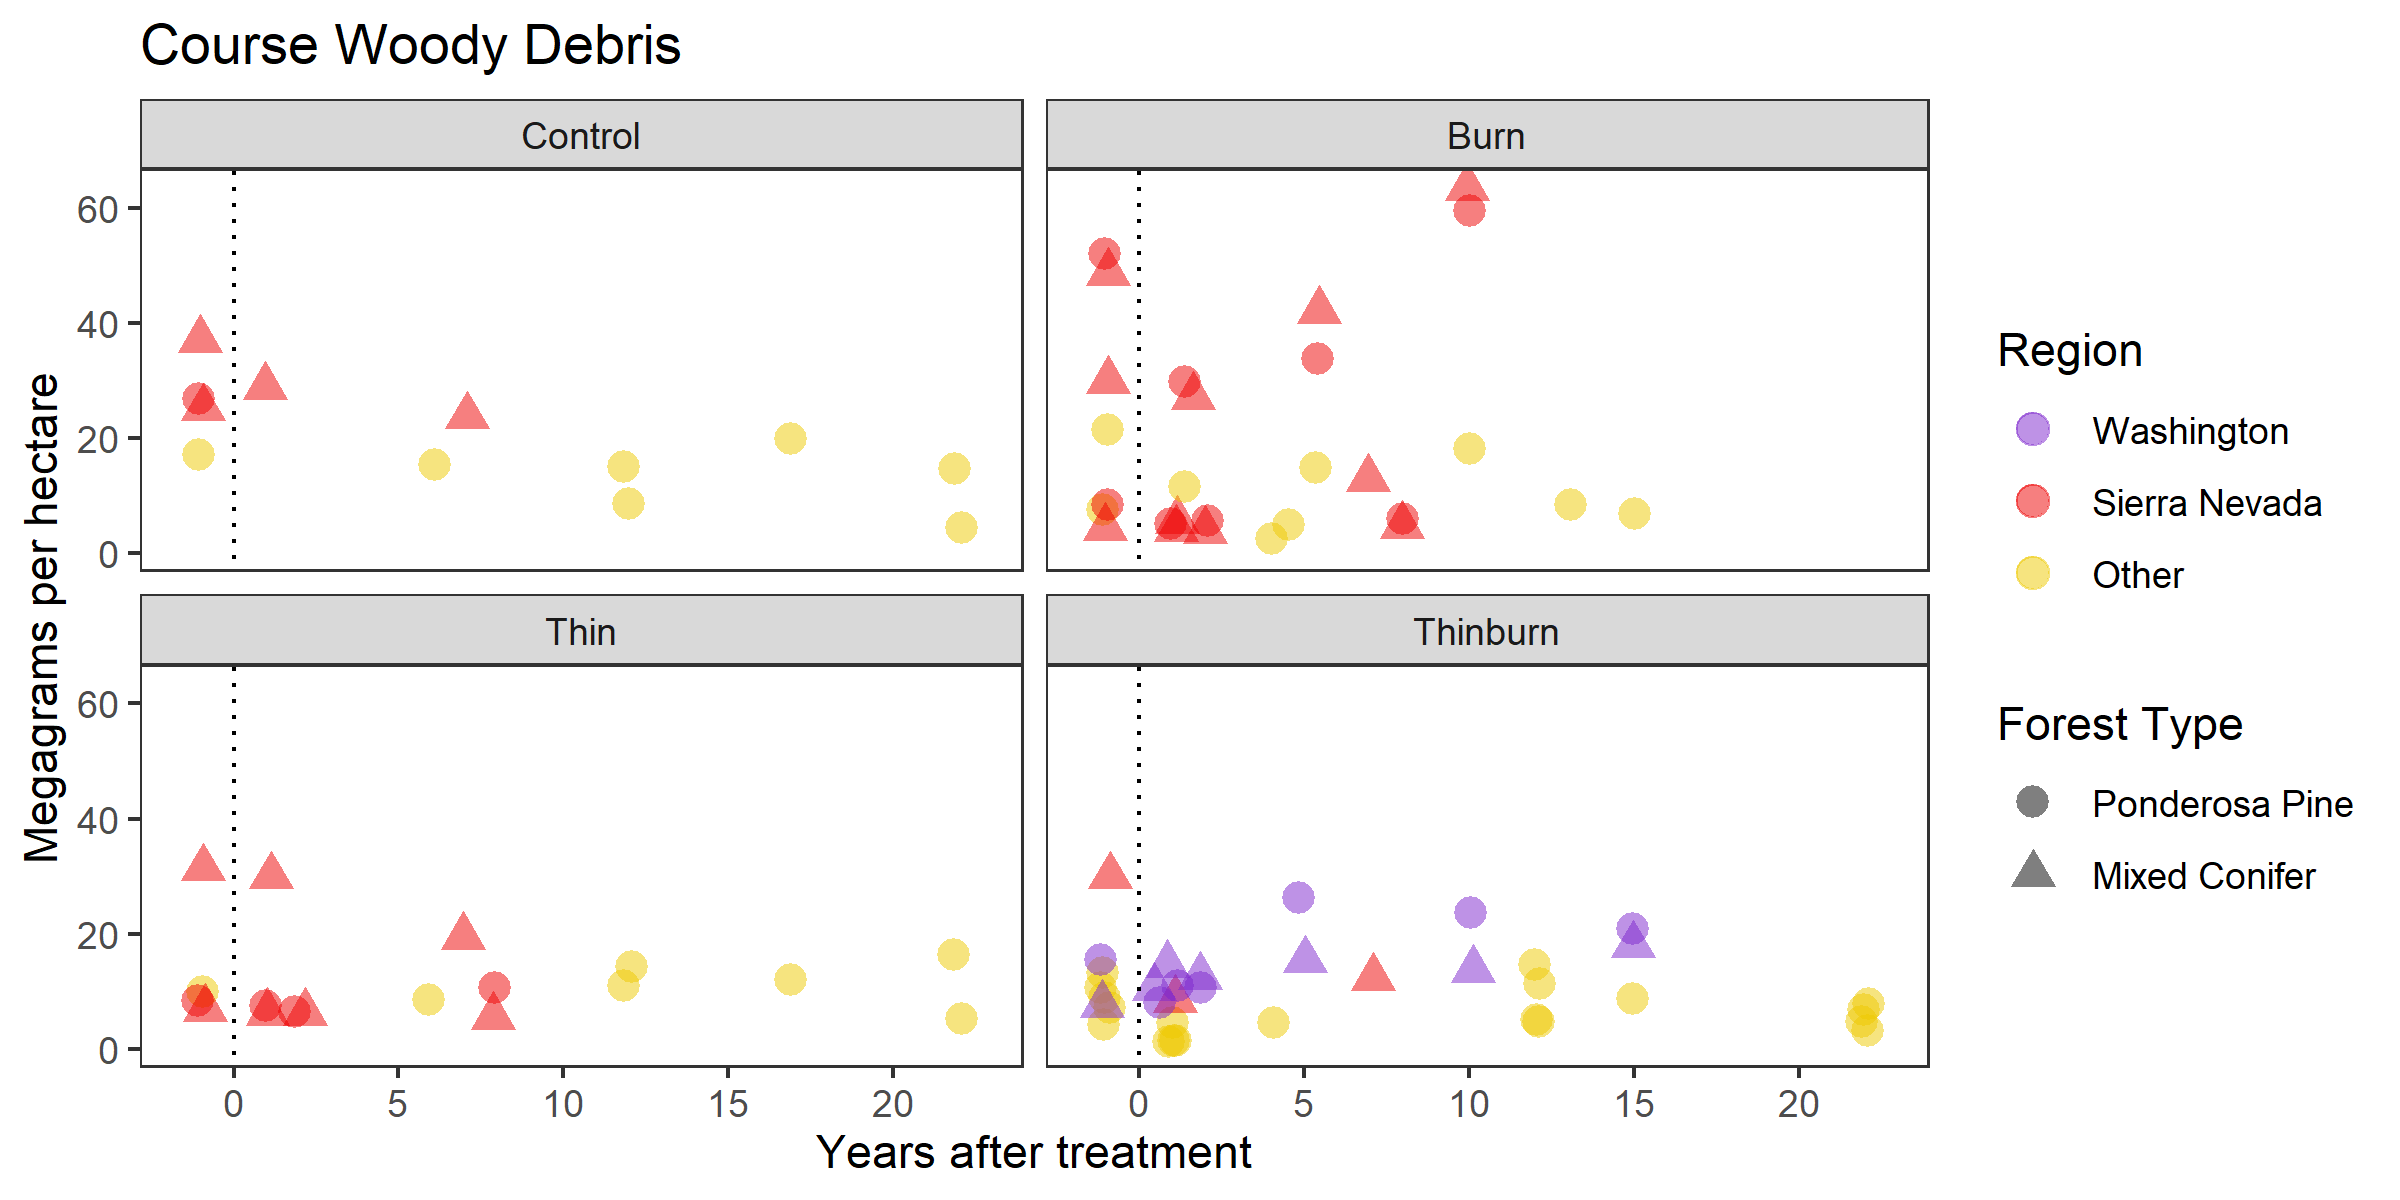 Course Woody Debris
Control
Burn
60
40
20
0
Thin
Thinburn
60
40
20
0
0 5 10 15 20
0 5 10 15 20
Years after treatment
Megagrams per hectare
Region
Washington
Sierra Nevada
Other
Forest Type
Ponderosa Pine
Mixed Conifer